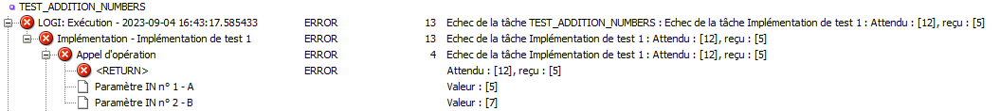 TEST_ADDITION_NUMBERS
LOGI: Exécution - 2023-09-04 16:43:17.585433 ERROR 13 Echec de la tâche TEST_ADDITION_NUMBERS : Echec de la tâche Implémentation de test 1 : Attendu : [12], reçu : [5]
Implémentation - Implémentation de test 1 ERROR 13 Echec de la tâche Implémentation de test 1 : Attendu : [12], reçu : [5]
Appel d'opération ERROR 4 Echec de la tâche Implémentation de test 1 : Attendu : [12], reçu : [5]
<RETURN> ERROR Attendu : [12], reçu : [5]
Paramètre IN n° 1 - A Valeur : [5]
Paramètre IN n° 2 - B Valeur : [7]